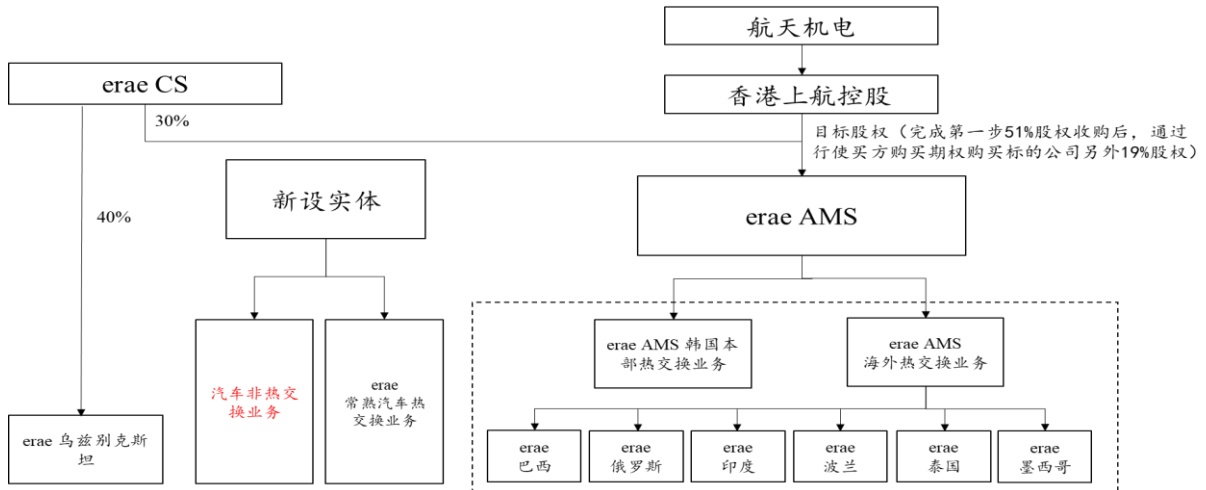 航天机电
erae CS
香港上航控股
30%
目标股权（完成第一步51%股权收购后，通过
行使买方购买期权购买标的公司另外19%股权）
40%
新设实体
erae AMS
erae AMS 韩国本
部热交换业务
erae AMS
海外热交换业务
汽车非热交
换业务
erae
常熟汽车热
交换业务
erae 乌兹别克斯
坦
erae
巴西
erae
俄罗斯
erae
印度
erae
波兰
erae
泰国
erae
墨西哥